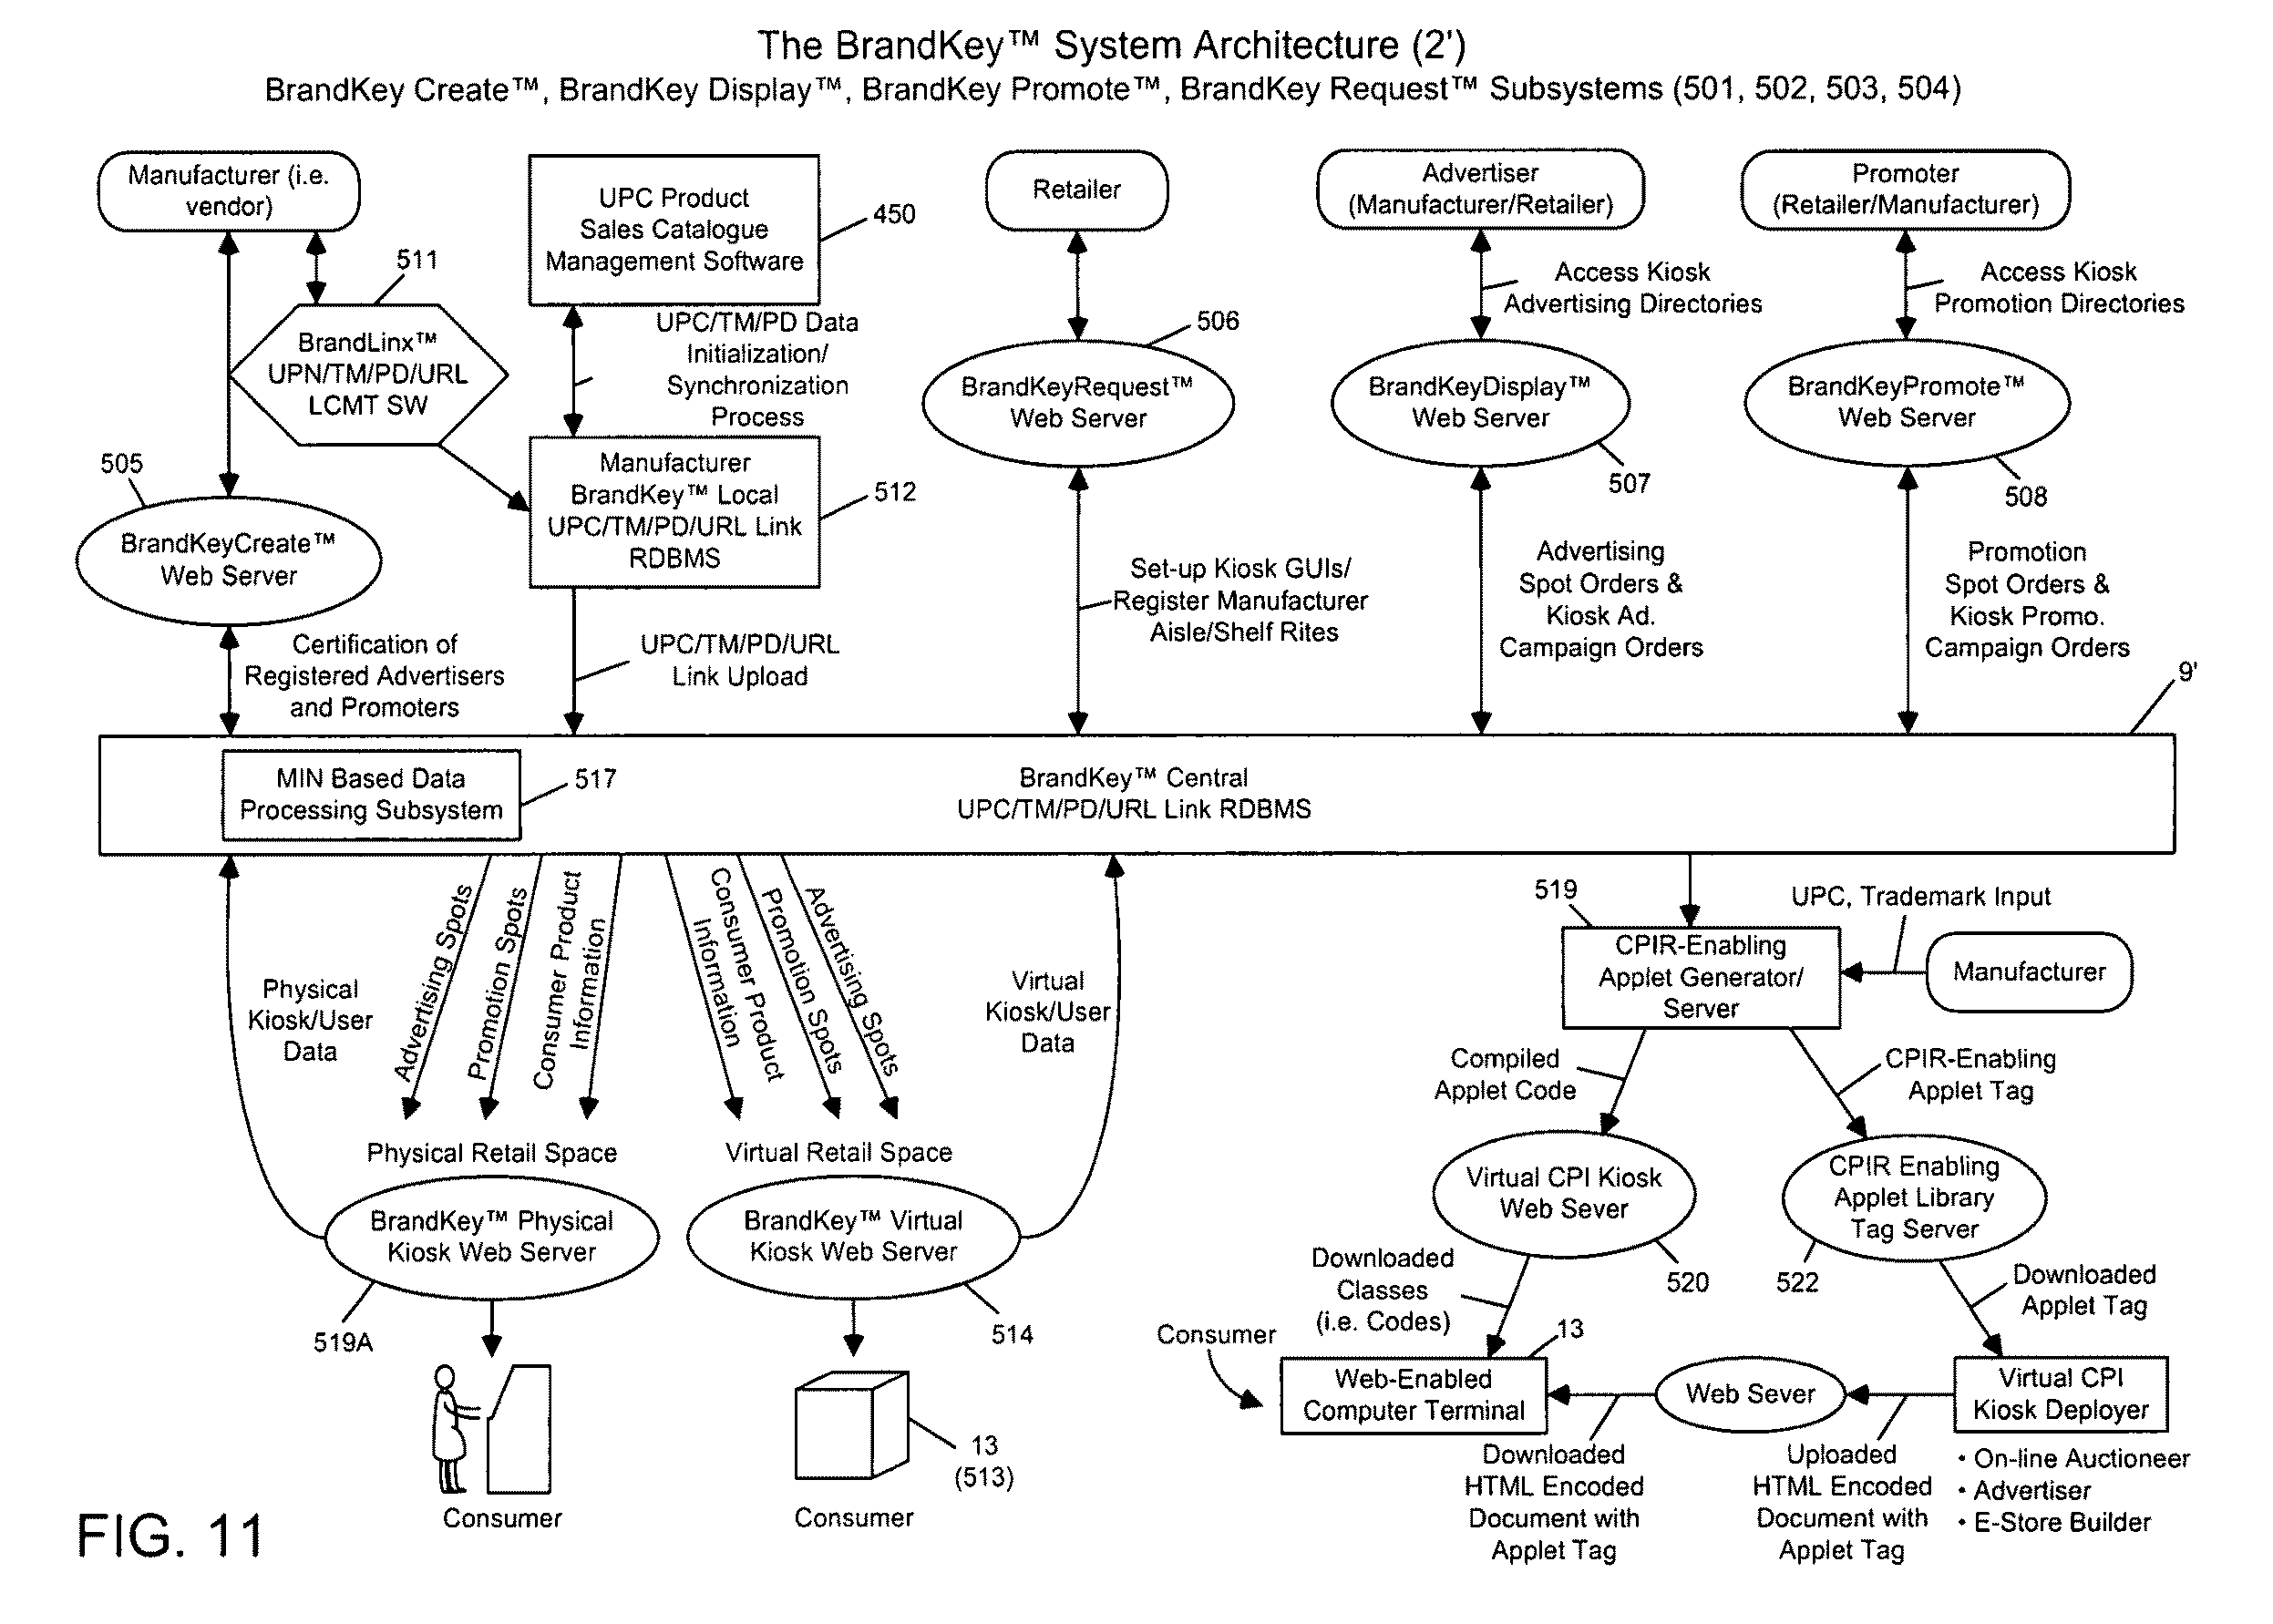 The BrandKey™ System Architecture (2')
BrandKey Create™, BrandKey Display™, BrandKey Promote™, BrandKey Request™ Subsystems (501, 502, 503, 504)
Manufacturer (i.e.
vendor)
511
BrandLinx™
UPN/TM/PD/URL
LCMT SW
505
BrandKeyCreate™
Web Server
Certification of
Registered Advertisers
and Promoters
UPC Product
Sales Catalogue
Management Software
450
UPC/TM/PD Data
Initialization/
Synchronization
Process
Manufacturer
BrandKey™ Local
UPC/TM/PD/URL Link
RDBMS
512
UPC/TM/PD/URL
Link Upload
Retailer
506
BrandKeyRequest™
Web Server
Set-up Kiosk GUIs/
Register Manufacturer
Aisle/Shelf Rites
Advertiser
(Manufacturer/Retailer)
Access Kiosk
Advertising Directories
BrandKeyDisplay™
Web Server
507
Advertising
Spot Orders &
Kiosk Ad.
Campaign Orders
Promoter
(Retailer/Manufacturer)
Access Kiosk
Promotion Directories
BrandKeyPromote™
Web Server
508
Promotion
Spot Orders &
Kiosk Promo.
Campaign Orders
9'
MIN Based Data
Processing Subsystem
517
BrandKey™ Central
UPC/TM/PD/URL Link RDBMS
Physical
Kiosk/User
Data
Advertising Spots
Promotion Spots
Consumer Product
Information
Consumer Product
Information
Promotion Spots
Advertising Spots
Virtual
Kiosk/User
Data
Physical Retail Space
BrandKey™ Physical
Kiosk Web Server
519A
Consumer
Virtual Retail Space
BrandKey™ Virtual
Kiosk Web Server
514
13
(513)
Consumer
519
UPC, Trademark Input
CPIR-Enabling
Applet Generator/
Server
Manufacturer
Compiled
Applet Code
CPIR-Enabling
Applet Tag
Virtual CPI Kiosk
Web Sever
520
CPIR Enabling
Applet Library
Tag Server
522
Downloaded
Classes
(i.e. Codes)
Downloaded
Applet Tag
Consumer
13
Web-Enabled
Computer Terminal
Web Sever
Virtual CPI
Kiosk Deployer
Downloaded
HTML Encoded
Document with
Applet Tag
Uploaded
HTML Encoded
Document with
Applet Tag
• On-line Auctioneer
• Advertiser
• E-Store Builder
FIG. 11